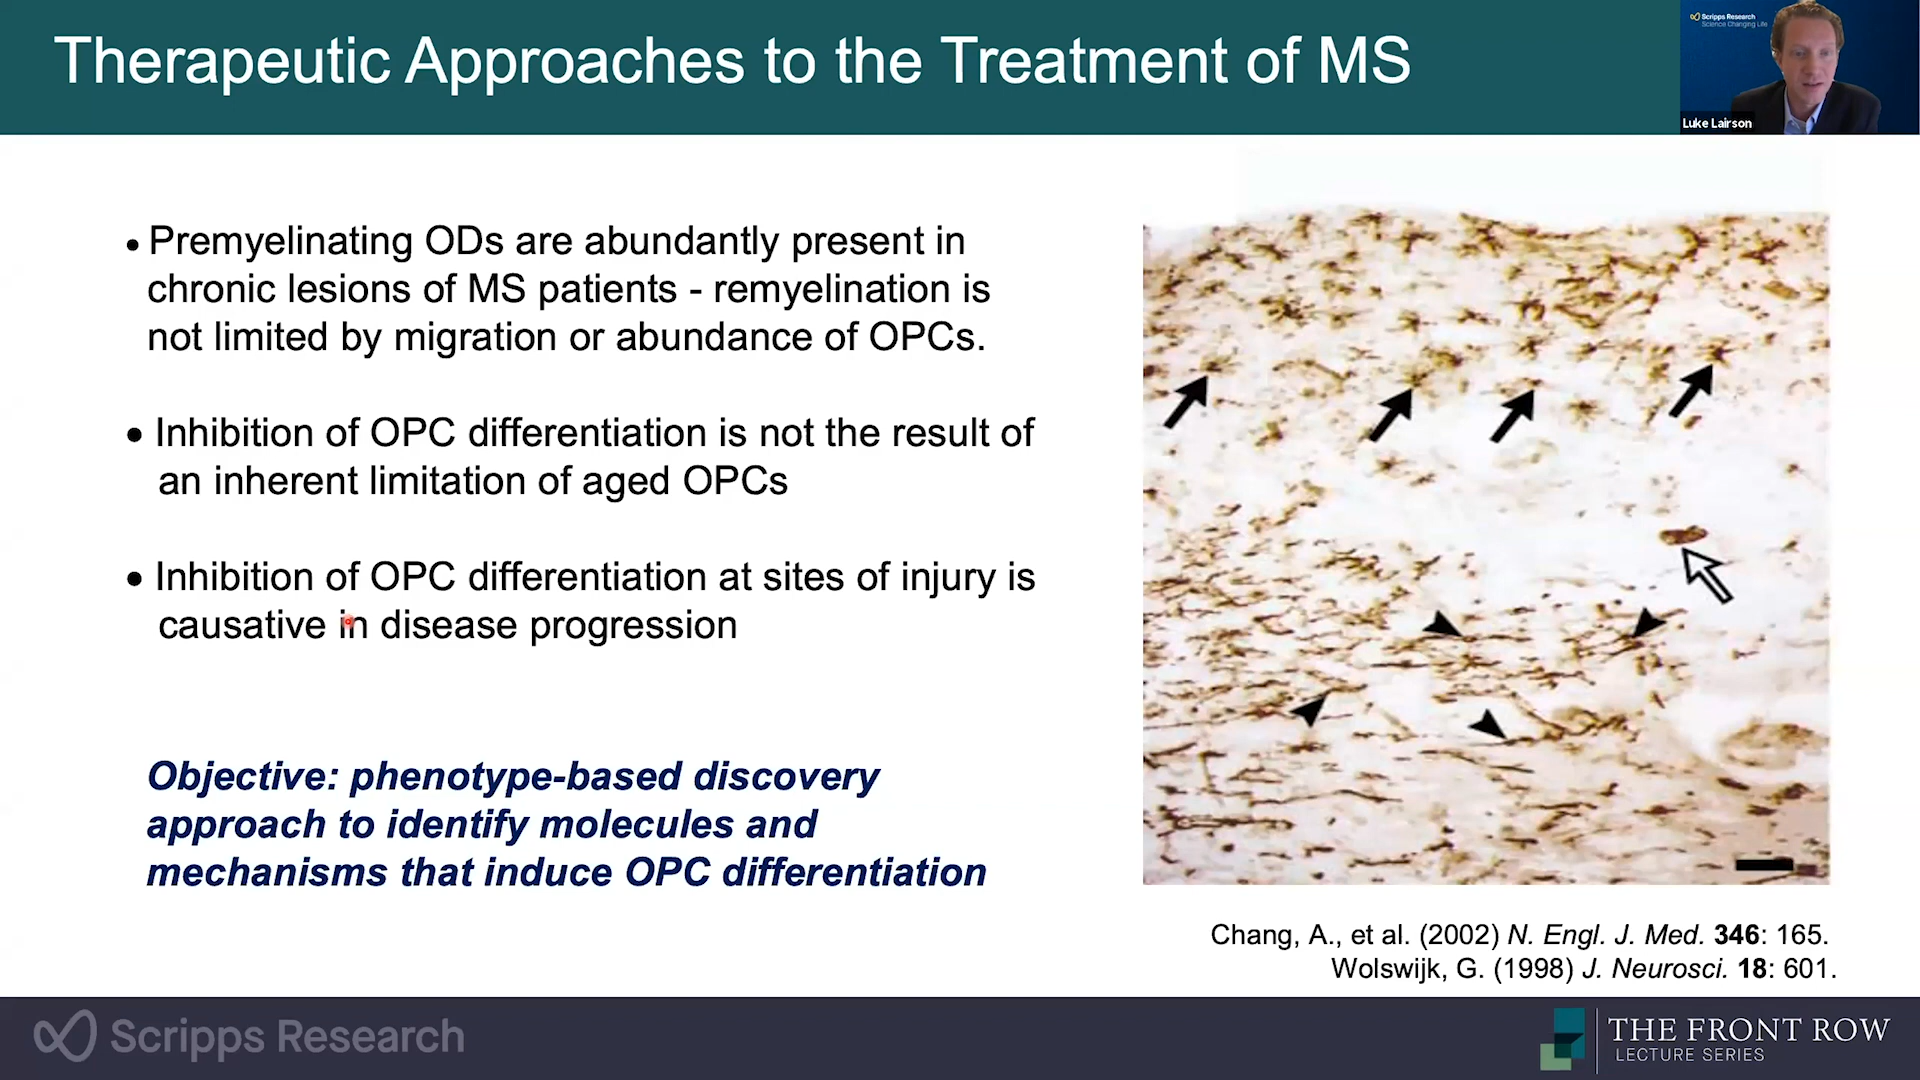 Therapeutic Approaches to the Treatment of MS
Scripps Research
Science Changing Life
Luke Lairson
• Premyelinating ODs are abundantly present in
chronic lesions of MS patients - remyelination is
not limited by migration or abundance of OPCs.
• Inhibition of OPC differentiation is not the result of
an inherent limitation of aged OPCs
• Inhibition of OPC differentiation at sites of injury is
causative in disease progression
Objective: phenotype-based discovery
approach to identify molecules and
mechanisms that induce OPC differentiation
Chang, A., et al. (2002) N. Engl. J. Med. 346: 165.
Wolswijk, G. (1998) J. Neurosci. 18: 601.
Scripps Research
THE FRONT ROW
LECTURE SERIES